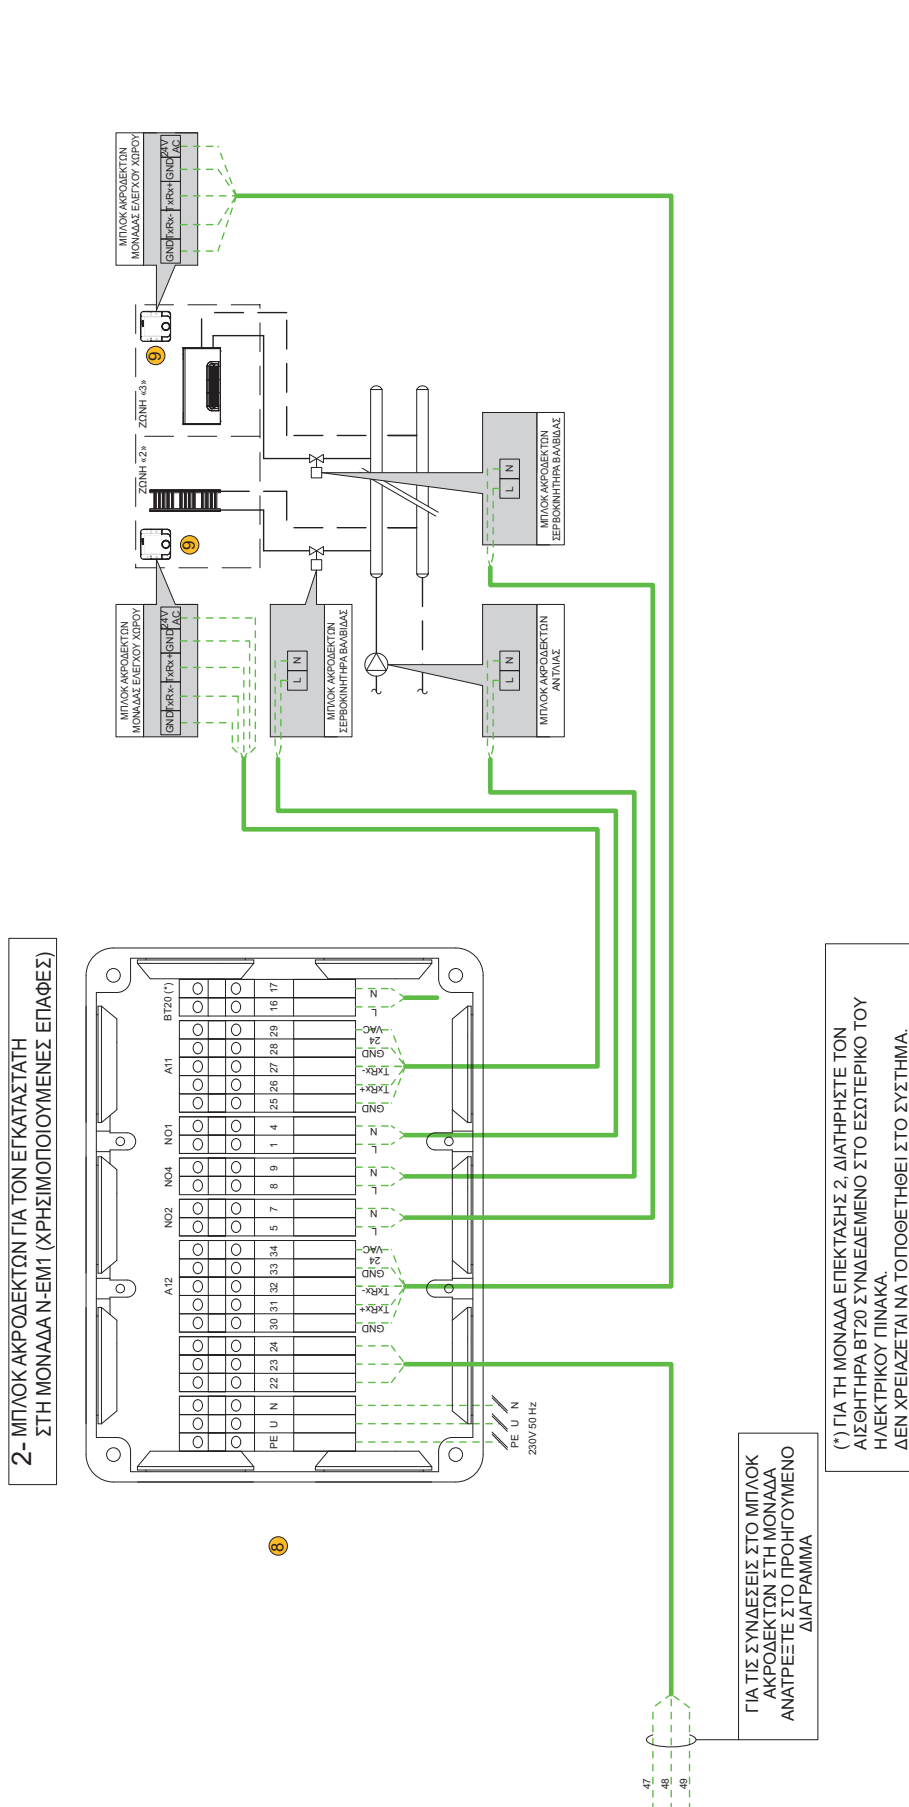 2- ΜΠΛΟΚ ΑΚΡΟΔΕΚΤΩΝ ΓΙΑ ΤΟΝ ΕΓΚΑΤΑΣΤΑΤΗ
ΣΤΗ ΜΟΝΑΔΑ N-EM1 (ΧΡΗΣΙΜΟΠΟΙΟΥΜΕΝΕΣ ΕΠΑΦΕΣ)
8
PE U N 22 23 24 30 31 32 33 34 5 7 8 9 1 4 25 26 27 28 29 16 17
A12
NO2
NO4
NO1
A11
BT20 (*)
GND TxRx+ TxRx- GND 24 VAC
L N
L N
L N
GND TxRx+ TxRx- GND 24 VAC
L N
PE U N
230V 50 Hz
ΜΠΛΟΚ ΑΚΡΟΔΕΚΤΩΝ
ΜΟΝΑΔΑΣ ΕΛΕΓΧΟΥ ΧΩΡΟΥ
GND TxRx- TxRx+ GND 24V AC
ΜΠΛΟΚ ΑΚΡΟΔΕΚΤΩΝ
ΜΟΝΑΔΑΣ ΕΛΕΓΧΟΥ ΧΩΡΟΥ
GND TxRx- TxRx+ GND 24V AC
9
ΖΩΝΗ «2»
ΖΩΝΗ «3»
9
L N
ΜΠΛΟΚ ΑΚΡΟΔΕΚΤΩΝ
ΣΕΡΒΟΚΙΝΗΤΗΡΑ ΒΑΛΒΙΔΑΣ
L N
ΜΠΛΟΚ ΑΚΡΟΔΕΚΤΩΝ
ΑΝΤΛΙΑΣ
L N
ΜΠΛΟΚ ΑΚΡΟΔΕΚΤΩΝ
ΣΕΡΒΟΚΙΝΗΤΗΡΑ ΒΑΛΒΙΔΑΣ
47
48
49
ΓΙΑ ΤΙΣ ΣΥΝΔΕΣΕΙΣ ΣΤΟ ΜΠΛΟΚ
ΑΚΡΟΔΕΚΤΩΝ ΣΤΗ ΜΟΝΑΔΑ
ΑΝΑΤΡΕΞΤΕ ΣΤΟ ΠΡΟΗΓΟΥΜΕΝΟ
ΔΙΑΓΡΑΜΜΑ
(*) ΓΙΑ ΤΗ ΜΟΝΑΔΑ ΕΠΕΚΤΑΣΗΣ 2, ΔΙΑΤΗΡΗΣΤΕ ΤΟΝ
ΑΙΣΘΗΤΗΡΑ BT20 ΣΥΝΔΕΔΕΜΕΝΟ ΣΤΟ ΕΣΩΤΕΡΙΚΟ ΤΟΥ
ΗΛΕΚΤΡΙΚΟΥ ΠΙΝΑΚΑ.
ΔΕΝ ΧΡΕΙΑΖΕΤΑΙ ΝΑ ΤΟΠΟΘΕΤΗΘΕΙ ΣΤΟ ΣΥΣΤΗΜΑ.